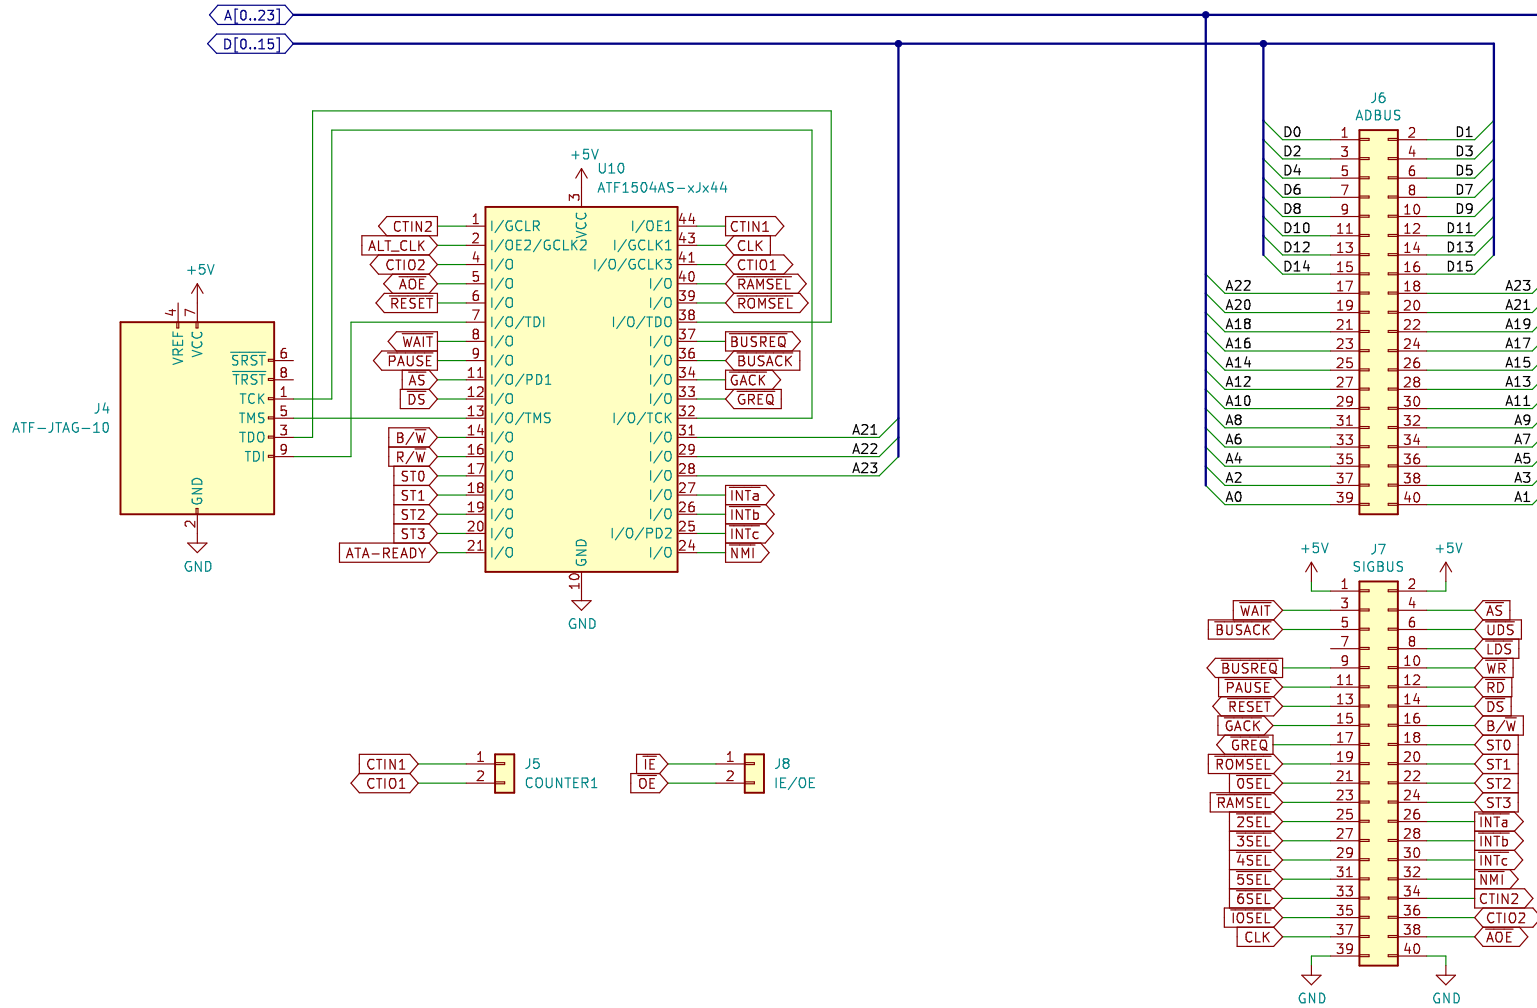 A[0..23]
D[0..15]
J6
ADBUS
D0 1 2 D1
D2 3 4 D3
D4 5 6 D5
D6 7 8 D7
D8 9 10 D9
D10 11 12 D11
D12 13 14 D13
D14 15 16 D15
A22 17 18 A23
A20 19 20 A21
A18 21 22 A19
A16 23 24 A17
A14 25 26 A15
A12 27 28 A13
A10 29 30 A11
A8 31 32 A9
A6 33 34 A7
A4 35 36 A5
A2 37 38 A3
A0 39 40 A1
+5V
U10
ATF1504AS-xJx44
3
VCC
CTIN2 1 I/GCLR I/OE1 44 CTIN1
ALT_CLK 2 I/OE2/GCLK2 I/GCLK1 43 CLK
CTIO2 4 I/O I/O/GCLK3 41 CTIO1
AOE 5 I/O I/O 40 RAMSEL
RESET 6 I/O I/O 39 ROMSEL
7 I/O/TDI I/O/TDO 38
WAIT 8 I/O I/O 37 BUSREQ
PAUSE 9 I/O I/O 36 BUSACK
AS 11 I/O/PD1 I/O 34 GACK
DS 12 I/O I/O 33 GREQ
13 I/O/TMS I/O/TCK 32
B/W 14 I/O I/O 31 A21
R/W 16 I/O I/O 29 A22
ST0 17 I/O I/O 28 A23
ST1 18 I/O I/O 27 INTa
ST2 19 I/O I/O 26 INTb
ST3 20 I/O I/O/PD2 25 INTc
ATA-READY 21 I/O I/O 24 NMI
GND
10
GND
+5V
4 7
VREF VCC
SRST 6
TRST 8
TCK 1
TMS 5
TDO 3
TDI 9
J4
ATF-JTAG-10
GND
2
GND
CTIN1 1 J5
CTIO1 2 COUNTER1
IE 1 J8
OE 2 IE/OE
+5V J7 +5V
SIGBUS
1 2
WAIT 3 4 AS
BUSACK 5 6 UDS
7 8 LDS
BUSREQ 9 10 WR
PAUSE 11 12 RD
RESET 13 14 DS
GACK 15 16 B/W
GREQ 17 18 ST0
ROMSEL 19 20 ST1
0SEL 21 22 ST2
RAMSEL 23 24 ST3
2SEL 25 26 INTa
3SEL 27 28 INTb
4SEL 29 30 INTc
5SEL 31 32 NMI
6SEL 33 34 CTIN2
IOSEL 35 36 CTIO2
CLK 37 38 AOE
39 40
GND GND